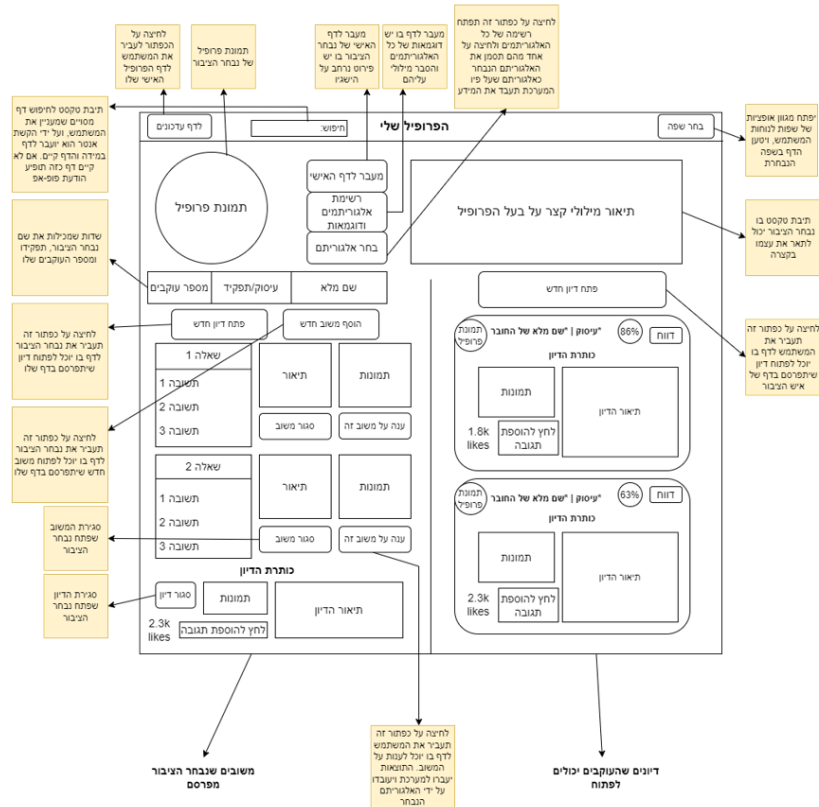 לחיצה על
הכפתור לעביר
את המשתמש
לדף הפרופיל
האישי שלו
תמונת פרופיל
של נבחר הציבור
מעבר לדף
האישי של נבחר
הציבור בו יש
פירוט נרחב על
הישגיו
מעבר לדף בו יש
דוגמאות של כל
האלגוריתמים
והסבר מילולי
עליהם
לחיצה על כפתור זה תפתח
רשימה של כל
האלגוריתמים ולחיצה על
אחד מהם תסמן את
האלגוריתם הנבחר
כאלגוריתם שעל פיו
המערכת תעבד את המידע
תיבת טקסט לחיפוש דף
מסויים שמעניין את
המשתמש, ועל ידי הקשת
אנטר הוא יועבר לדף
במידה והדף קיים. אם לא
קיים דף כזה תופיע
הודעת פופ-אפ
יפתח מגוון אופציות
של שפות לנוחות
המשתמש, ויטען
הדף בשפה
הנבחרת
בחר שפה
הפרופיל שלי
חיפוש:
לדף עדכונים
תיאור מילולי קצר על בעל הפרופיל
מעבר לדף האישי
רשימת
אלגוריתמים
ודוגמאות
בחר אלגוריתם
תמונת פרופיל
שדות שמכילות את שם
נבחר הציבור, תפקידו
ומספר העוקבים שלו
תיבת טקסט בו
נבחר הציבור יכול
לתאר את עצמו
בקצרה
שם מלא
עיסוק/תפקיד
מספר עוקבים
פתח דיון חדש
הוסף משוב חדש
פתח דיון חדש
לחיצה על כפתור זה
תעביר את נבחר הציבור
לדף בו יוכל לפתוח דיון
שיתפרסם בדף שלו
לחיצה על כפתור זה
תעביר את
המשתמש לדף בו
יוכל לפתוח דיון
שיתפרסם בדף של
איש הציבור
דווח
86%
*עיסוק | *שם מלא של החובר
תמונת
פרופיל
כותרת הדיון
תיאור הדיון
תמונות
לחץ להוספת
תגובה
1.8k
likes
שאלה 1
תשובה 1
תשובה 2
תשובה 3
תיאור
תמונות
סגור משוב
ענה על משוב זה
לחיצה על כפתור זה
תעביר את נבחר הציבור
לדף בו יוכל לפתוח משוב
חדש שיתפרסם בדף שלו
שאלה 2
תשובה 1
תשובה 2
תשובה 3
תיאור
תמונות
סגור משוב
ענה על משוב זה
דווח
63%
*עיסוק | *שם מלא של החובר
תמונת
פרופיל
כותרת הדיון
תיאור הדיון
תמונות
לחץ להוספת
תגובה
2.3k
likes
סגירת המשוב
שפתח נבחר
הציבור
כותרת הדיון
סגירת הדיון
שפתח נבחר
הציבור
סגור דיון
תמונות
תיאור הדיון
2.3k
likes
לחץ להוספת תגובה
לחיצה על כפתור זה
תעביר את המשתמש
לדף בו יוכל לענות על
המשוב. התוצאות
יעברו למערכת ויעובדו
על ידי האלגוריתם
הנבחר
משובים שנבחר הציבור
מפרסם
דיונים שהעוקבים יכולים
לפתוח